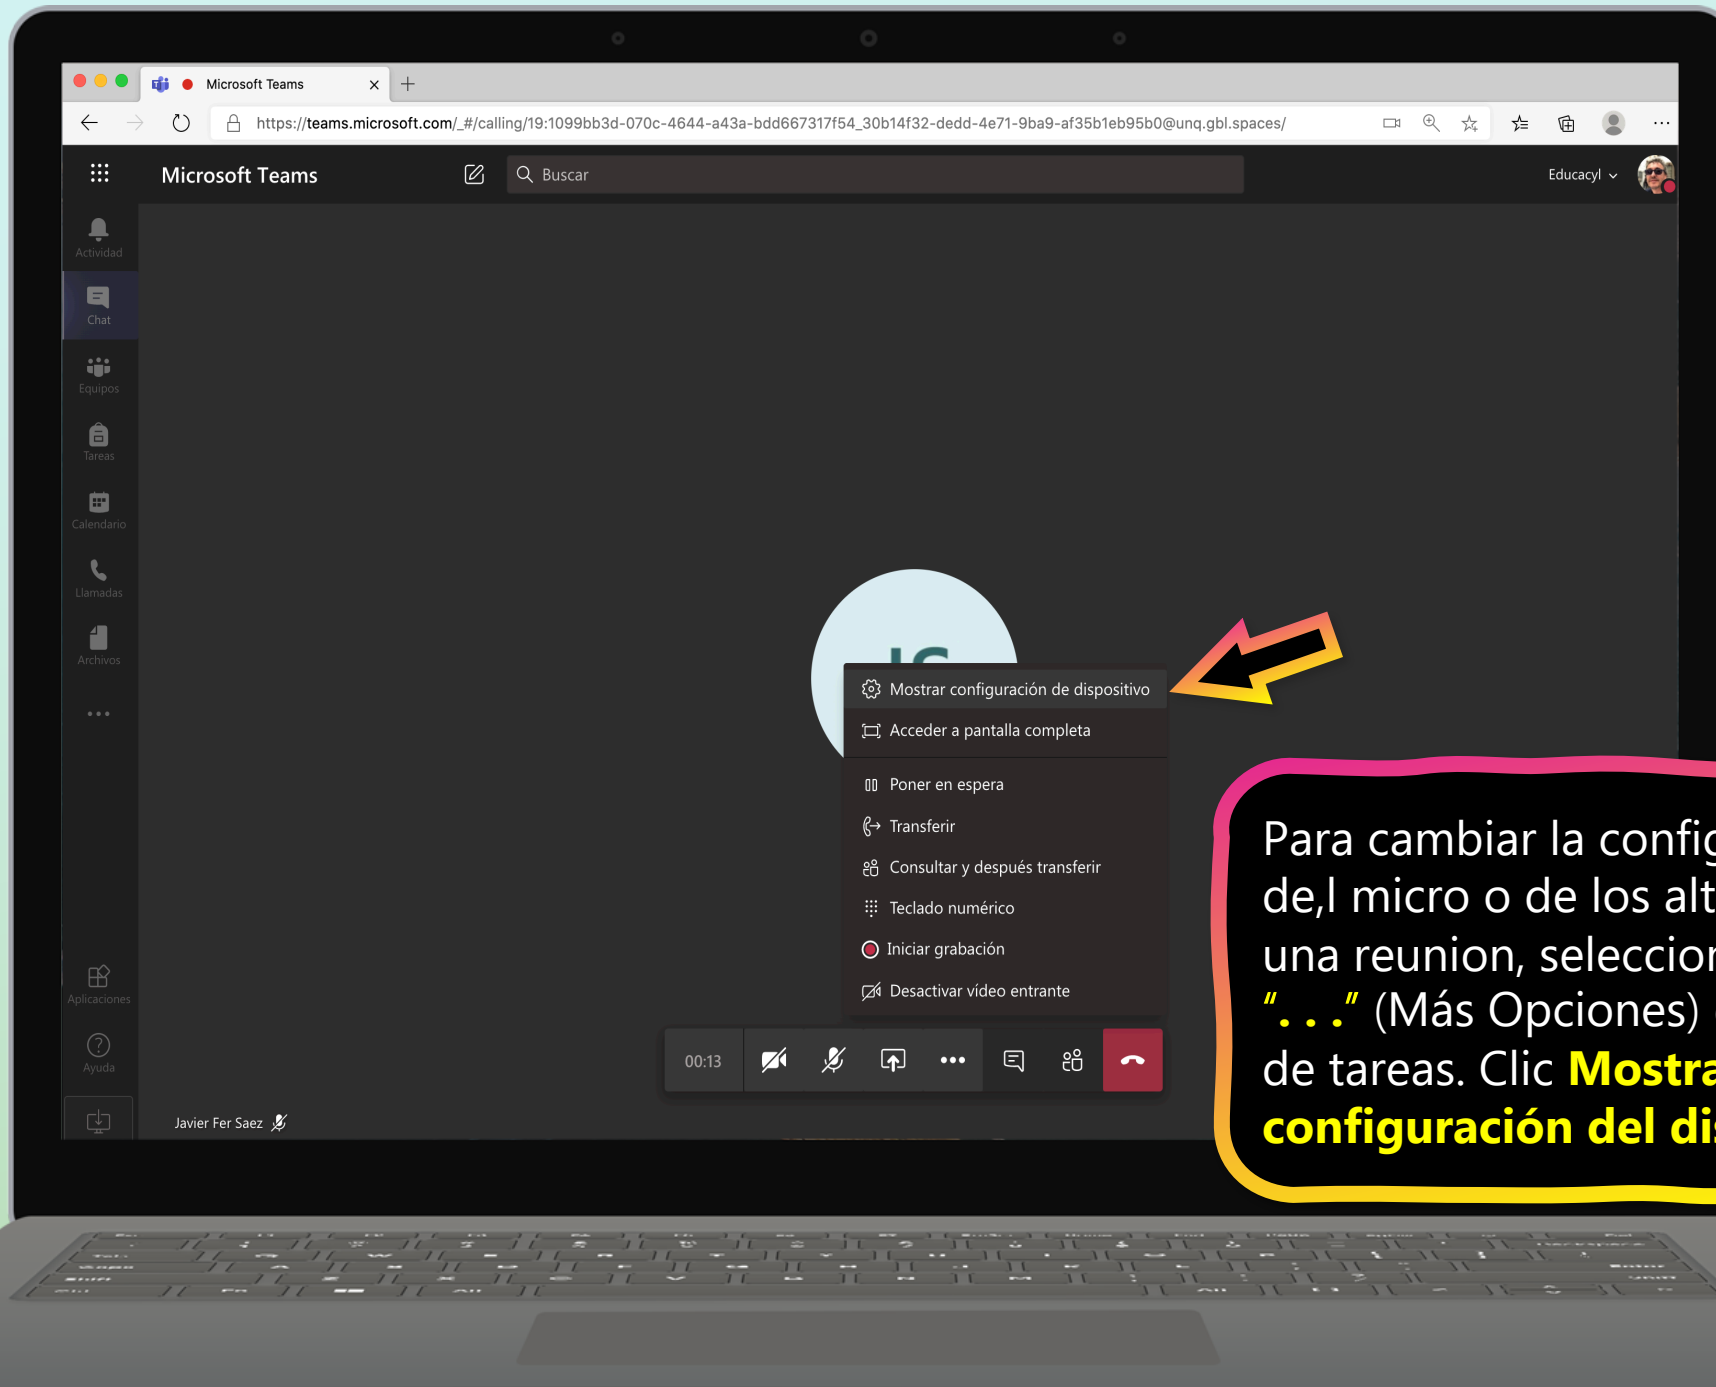 Microsoft Teams
https://teams.microsoft.com/_#/calling/19:1099bb3d-070c-4644-a43a-bdd667317f54_30b14f32-dedd-4e71-9ba9-af35b1eb95b0@unq.gbl.spaces/
Microsoft Teams
Buscar
Educacyl
Actividad
Chat
Equipos
Tareas
Calendario
Llamadas
Archivos
Aplicaciones
Ayuda
Mostrar configuración de dispositivo
Acceder a pantalla completa
Poner en espera
Transferir
Consultar y después transferir
Teclado numérico
Iniciar grabación
Desactivar vídeo entrante
00:13
Javier Fer Saez
Para cambiar la config
de,l micro o de los alt
una reunion, seleccion
“. . .” (Más Opciones)
de tareas. Clic Mostra
configuración del dis